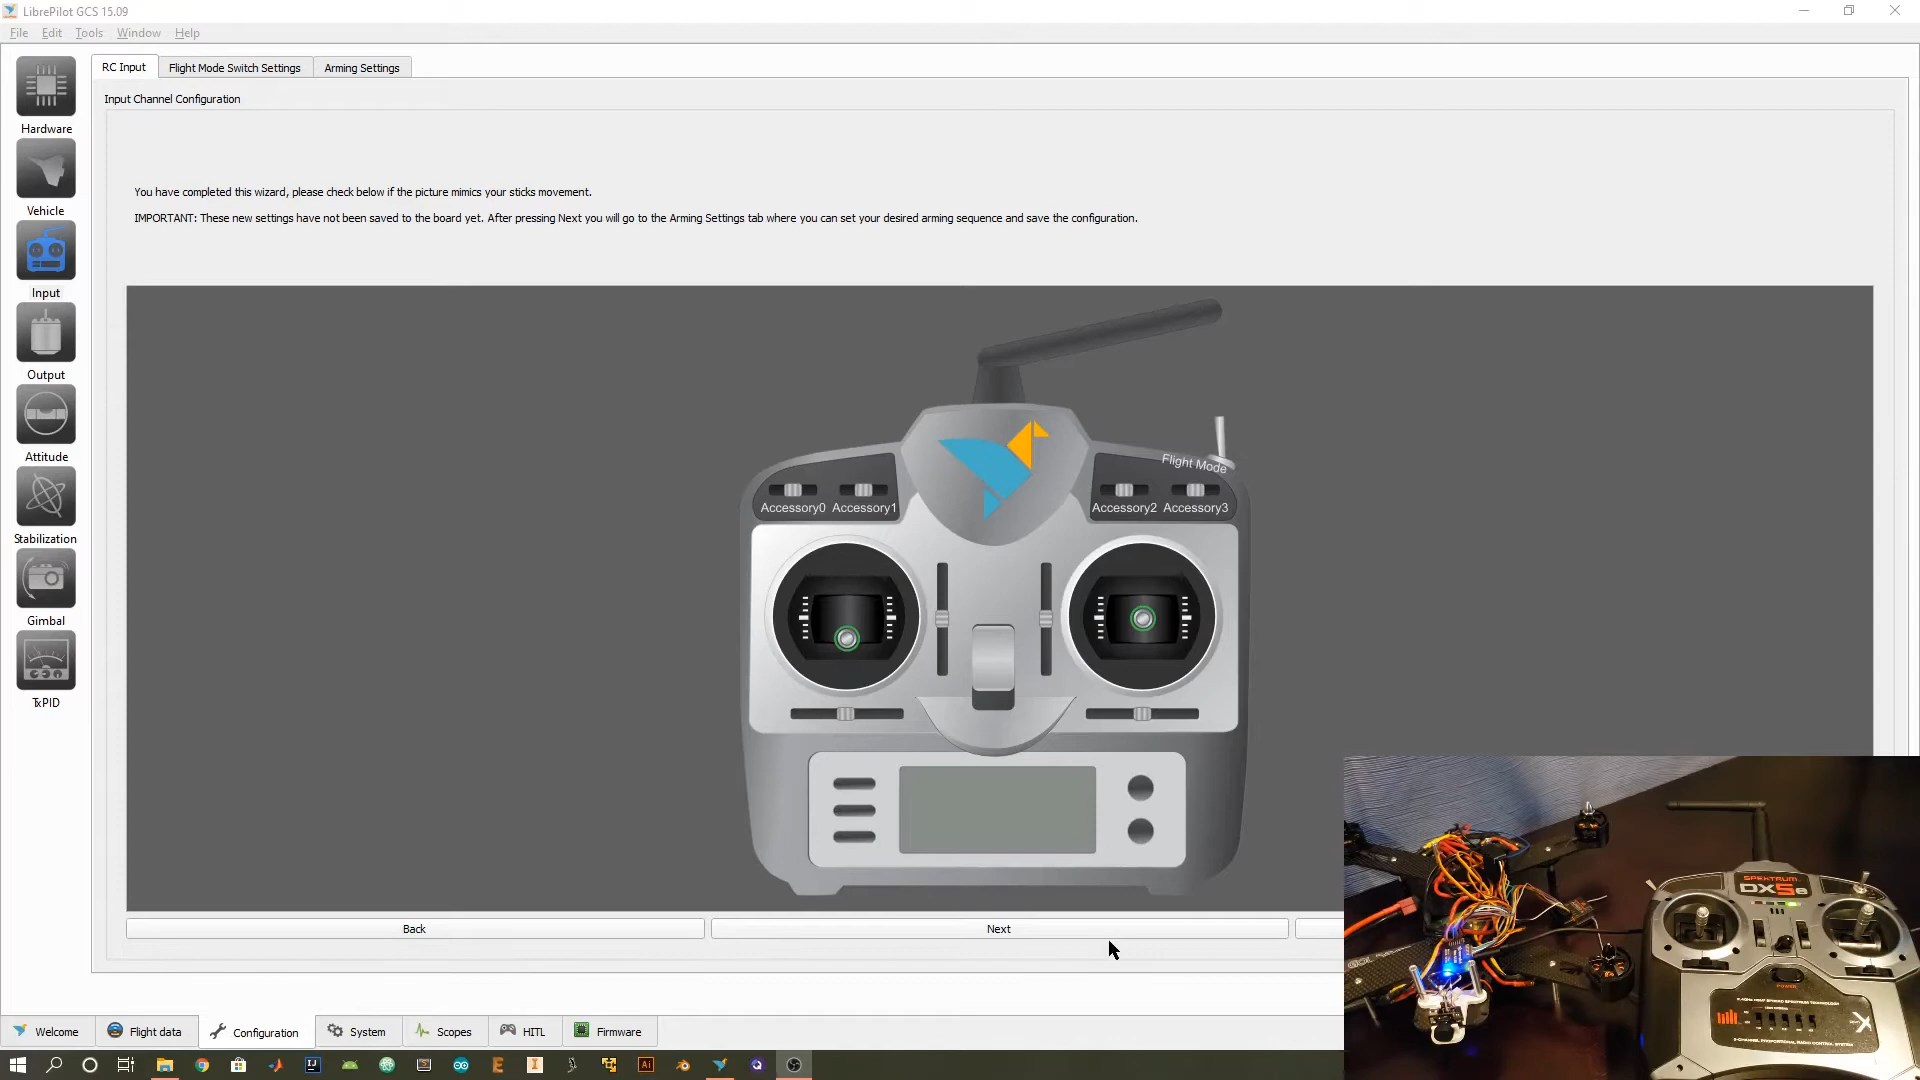 LibrePilot GCS 15.09
File Edit Tools Window Help
RC Input Flight Mode Switch Settings Arming Settings
Input Channel Configuration
Hardware
You have completed this wizard, please check below if the picture mimics your sticks movement.
Vehicle
IMPORTANT: These new settings have not been saved to the board yet. After pressing Next you will go to the Arming Settings tab where you can set your desired arming sequence and save the configuration.
Input
Output
Attitude
Stabilization
Gimbal
TxPID
Flight Mode
Accessory0 Accessory1 Accessory2 Accessory3
SPEKTRUM
DX5e
POWER
Back Next
Welcome Flight data Configuration System Scopes HITL Firmware